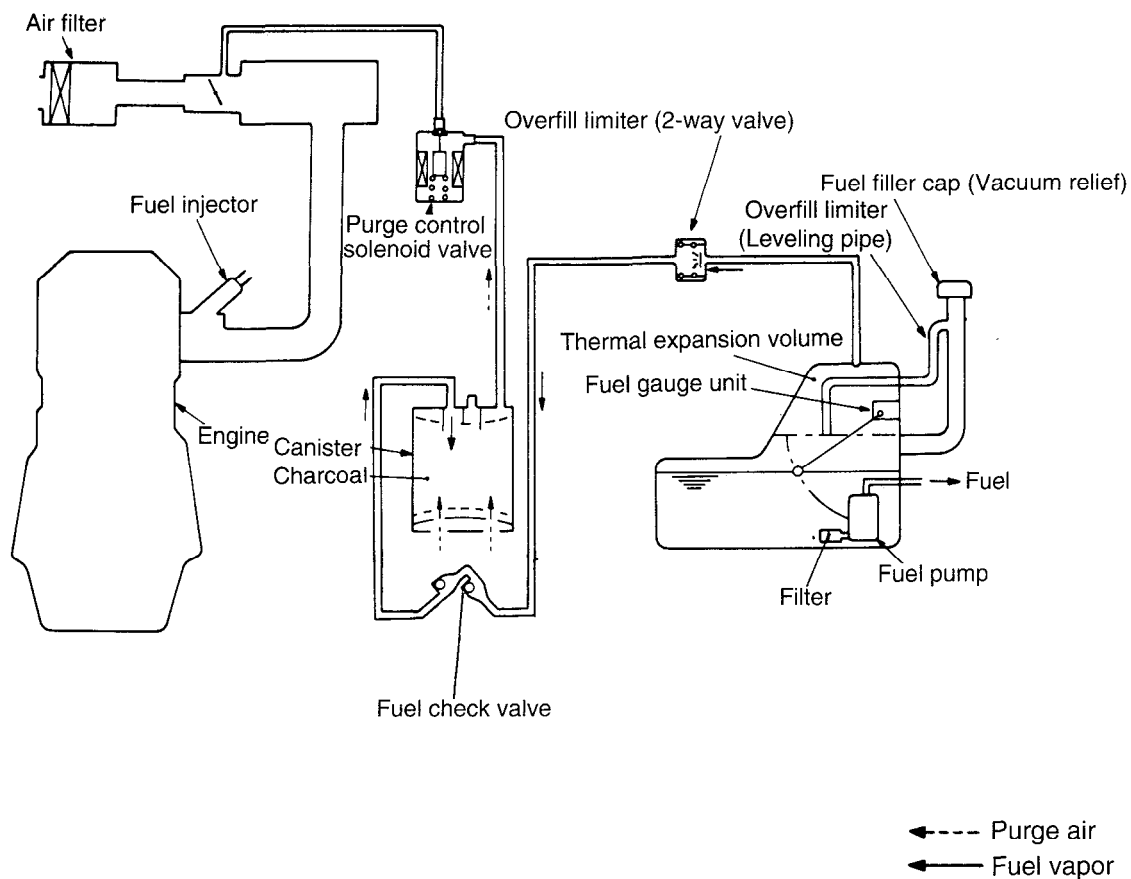 Air filter
Overfill limiter (2-way valve)
Fuel filler cap (Vacuum relief)
Fuel injector
Overfill limiter
(Leveling pipe)
Purge control
solenoid valve
Thermal expansion volume
Fuel gauge unit
Engine
Canister
Charcoal
Fuel
Fuel pump
Filter
Fuel check valve
Purge air
Fuel vapor